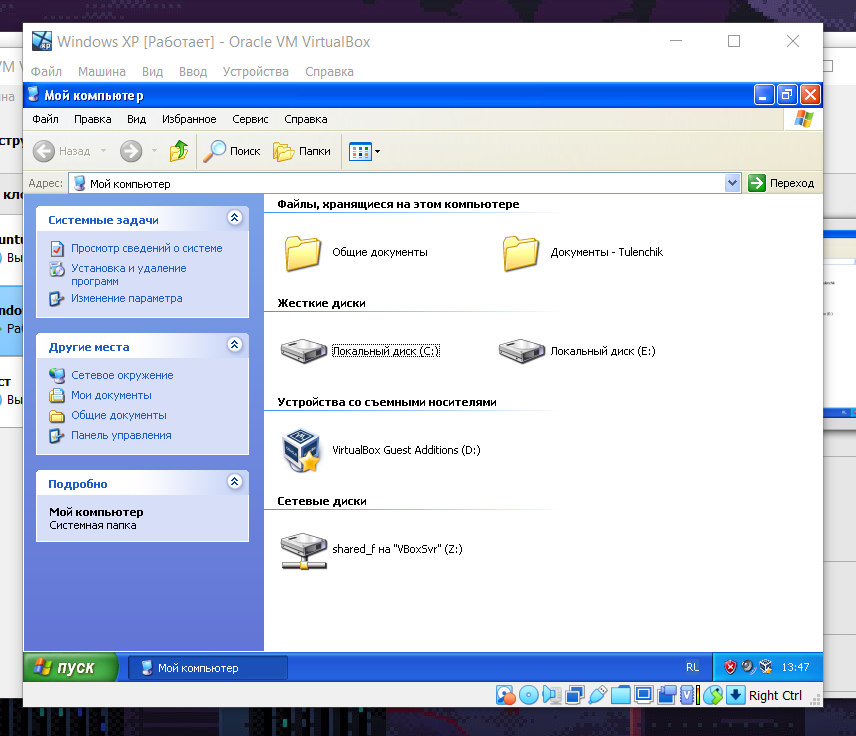 Windows XP [Работает] - Oracle VM VirtualBox
Файл Машина Вид Ввод Устройства Справка
Мой компьютер
Файл Правка Вид Избранное Сервис Справка
Назад Поиск Папки
Адрес: Мой компьютер Переход
Системные задачи
Просмотр сведений о системе
Установка и удаление
программ
Изменение параметра
Другие места
Сетевое окружение
Мои документы
Общие документы
Панель управления
Подробно
Мой компьютер
Системная папка
Файлы, хранящиеся на этом компьютере
Общие документы Документы - Tulenchik
Жесткие диски
Локальный диск (C:) Локальный диск (E:)
Устройства со съемными носителями
VirtualBox Guest Additions (D:)
Сетевые диски
shared_f на "VBoxSvr" (Z:)
пуск Мой компьютер RL 13:47
Right Ctrl